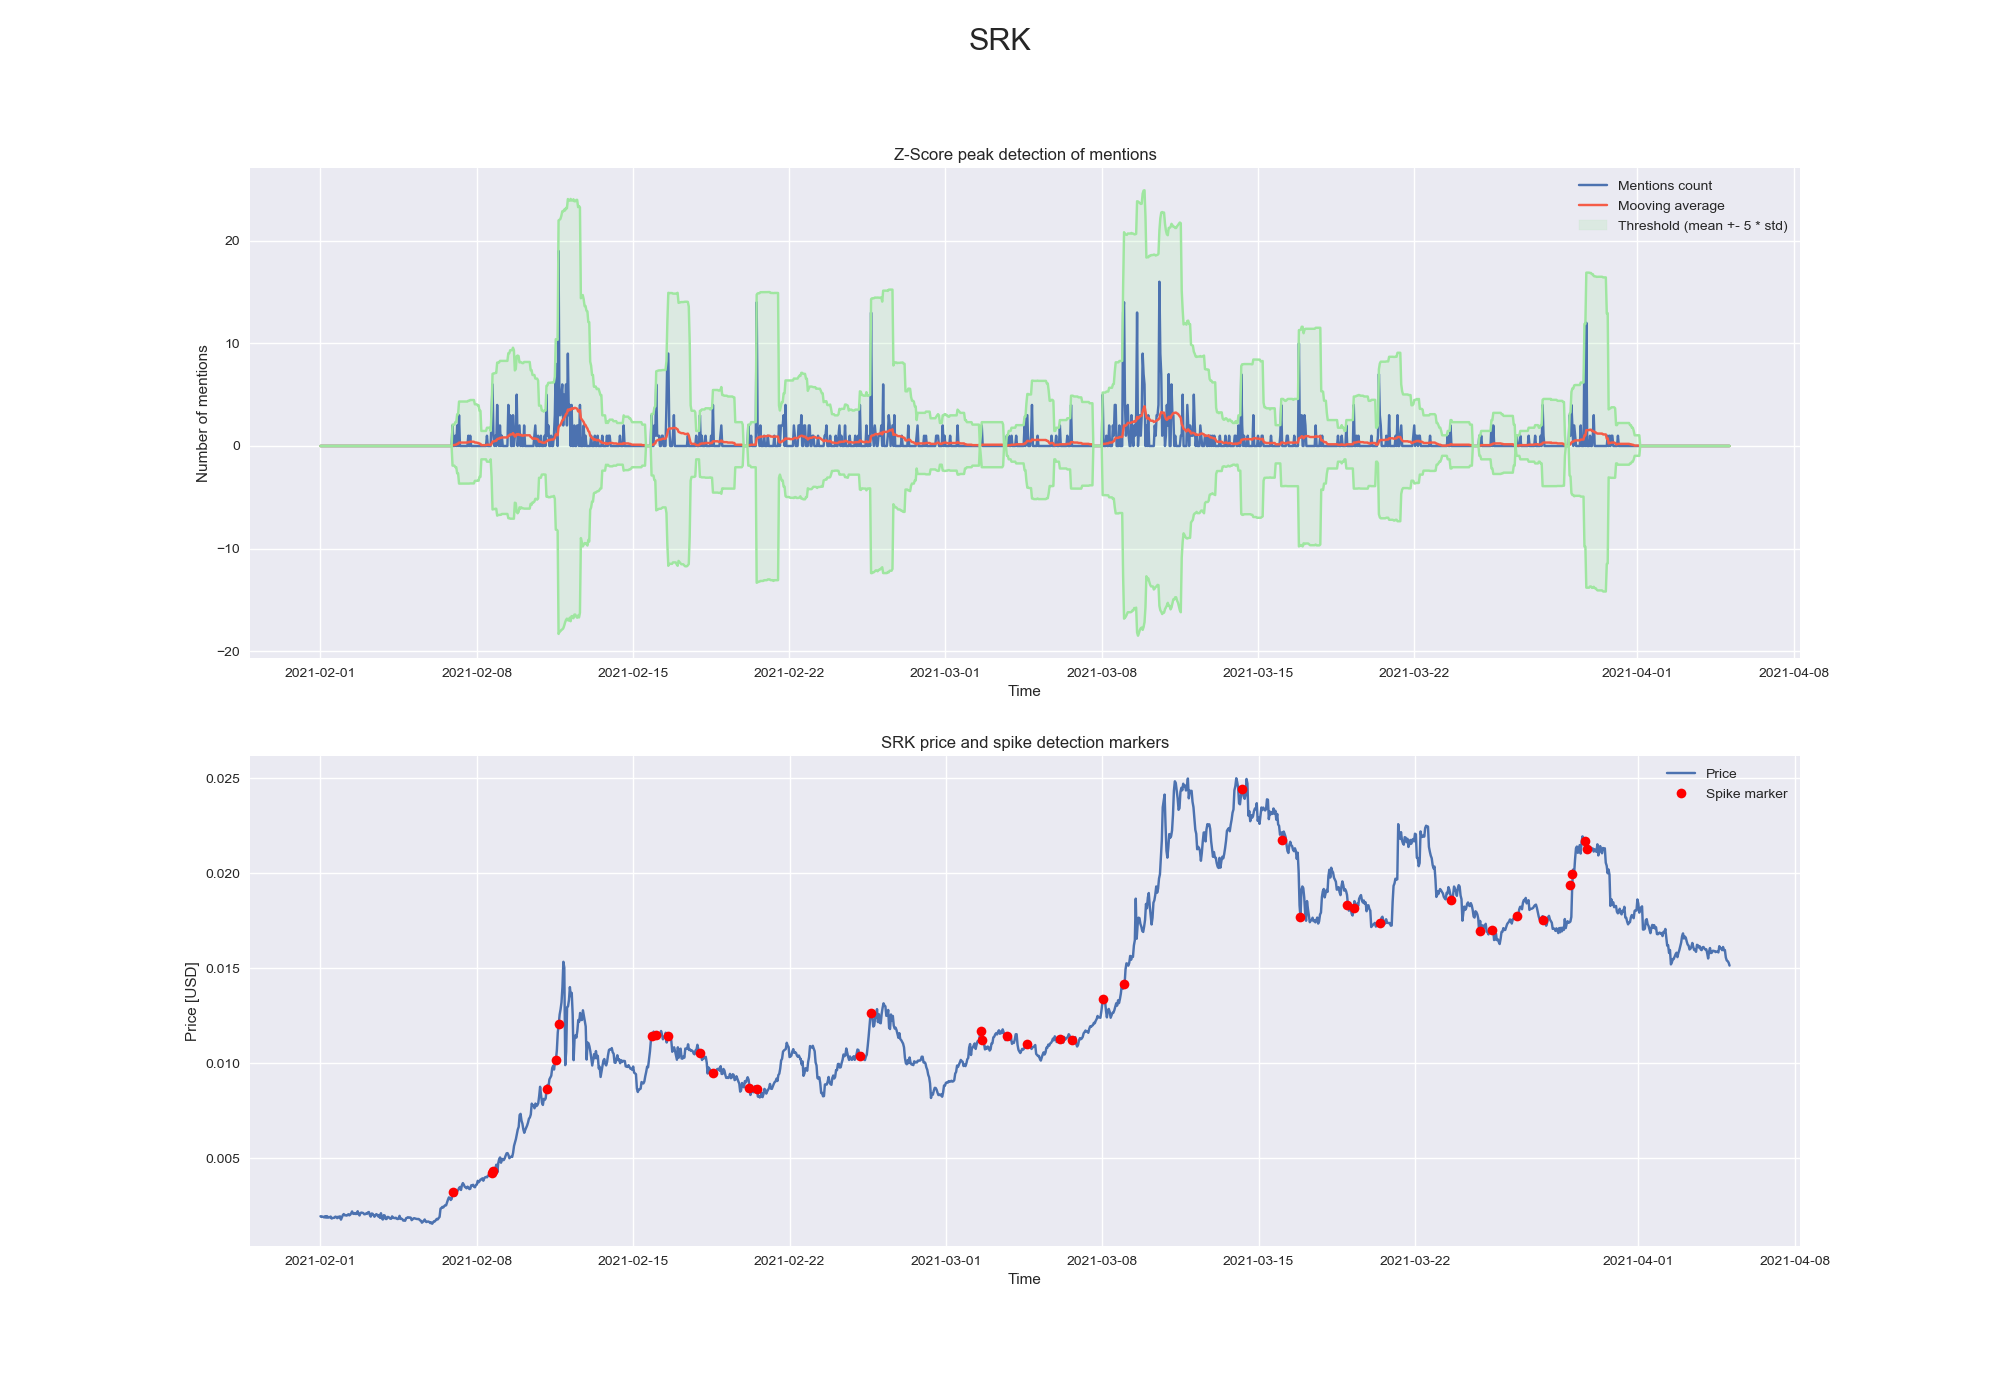 SRK
Z-Score peak detection of mentions
Mentions count
Mooving average
Threshold (mean +- 5 * std)
Number of mentions
20
10
0
−10
−20
2021-02-01 2021-02-08 2021-02-15 2021-02-22 2021-03-01 2021-03-08 2021-03-15 2021-03-22 2021-04-01 2021-04-08
Time
SRK price and spike detection markers
Price
Spike marker
Price [USD]
0.025
0.020
0.015
0.010
0.005
2021-02-01 2021-02-08 2021-02-15 2021-02-22 2021-03-01 2021-03-08 2021-03-15 2021-03-22 2021-04-01 2021-04-08
Time